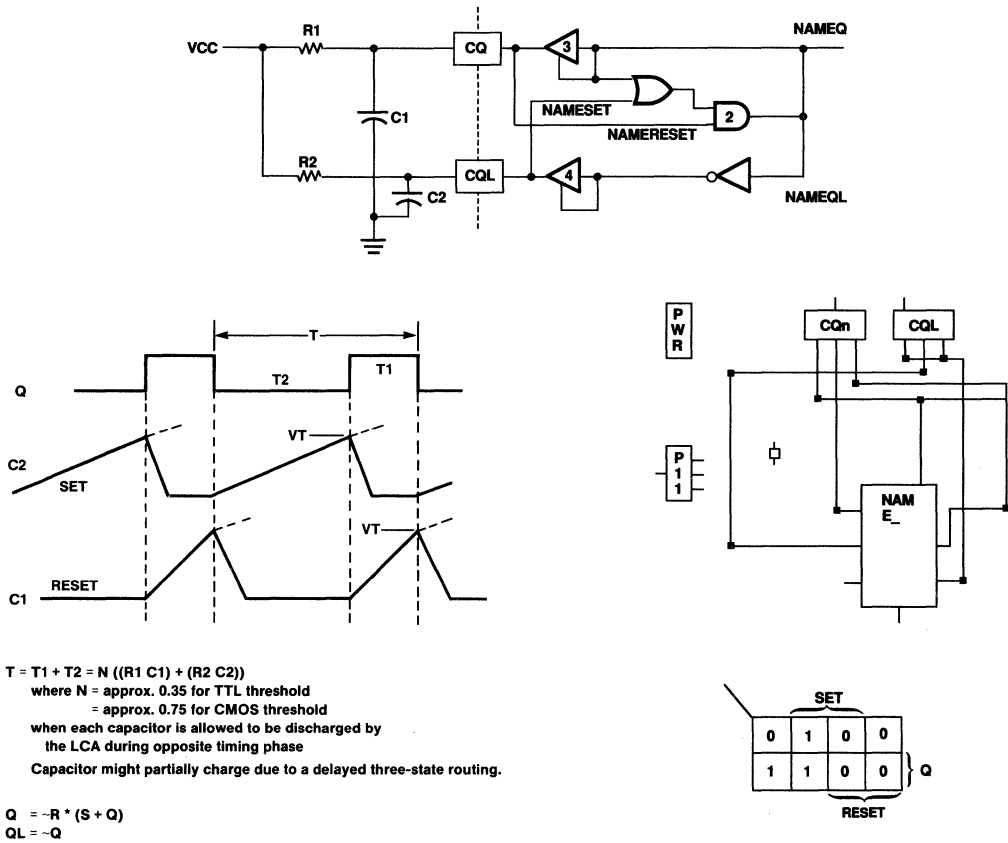 VCC
R1
CQ
3
NAMEQ
C1
NAMESET
2
NAMERESET
R2
CQL
4
C2
NAMEQL
T
Q
T2
T1
C2
SET
VT
C1
RESET
VT
PWR
CQn
CQL
P11
NAM
E_
T = T1 + T2 = N ((R1 C1) + (R2 C2))
where N = approx. 0.35 for TTL threshold
= approx. 0.75 for CMOS threshold
when each capacitor is allowed to be discharged by
the LCA during opposite timing phase
Capacitor might partially charge due to a delayed three-state routing.
Q = ~R * (S + Q)
QL = ~Q
SET
0 1 0 0
1 1 0 0
Q
RESET